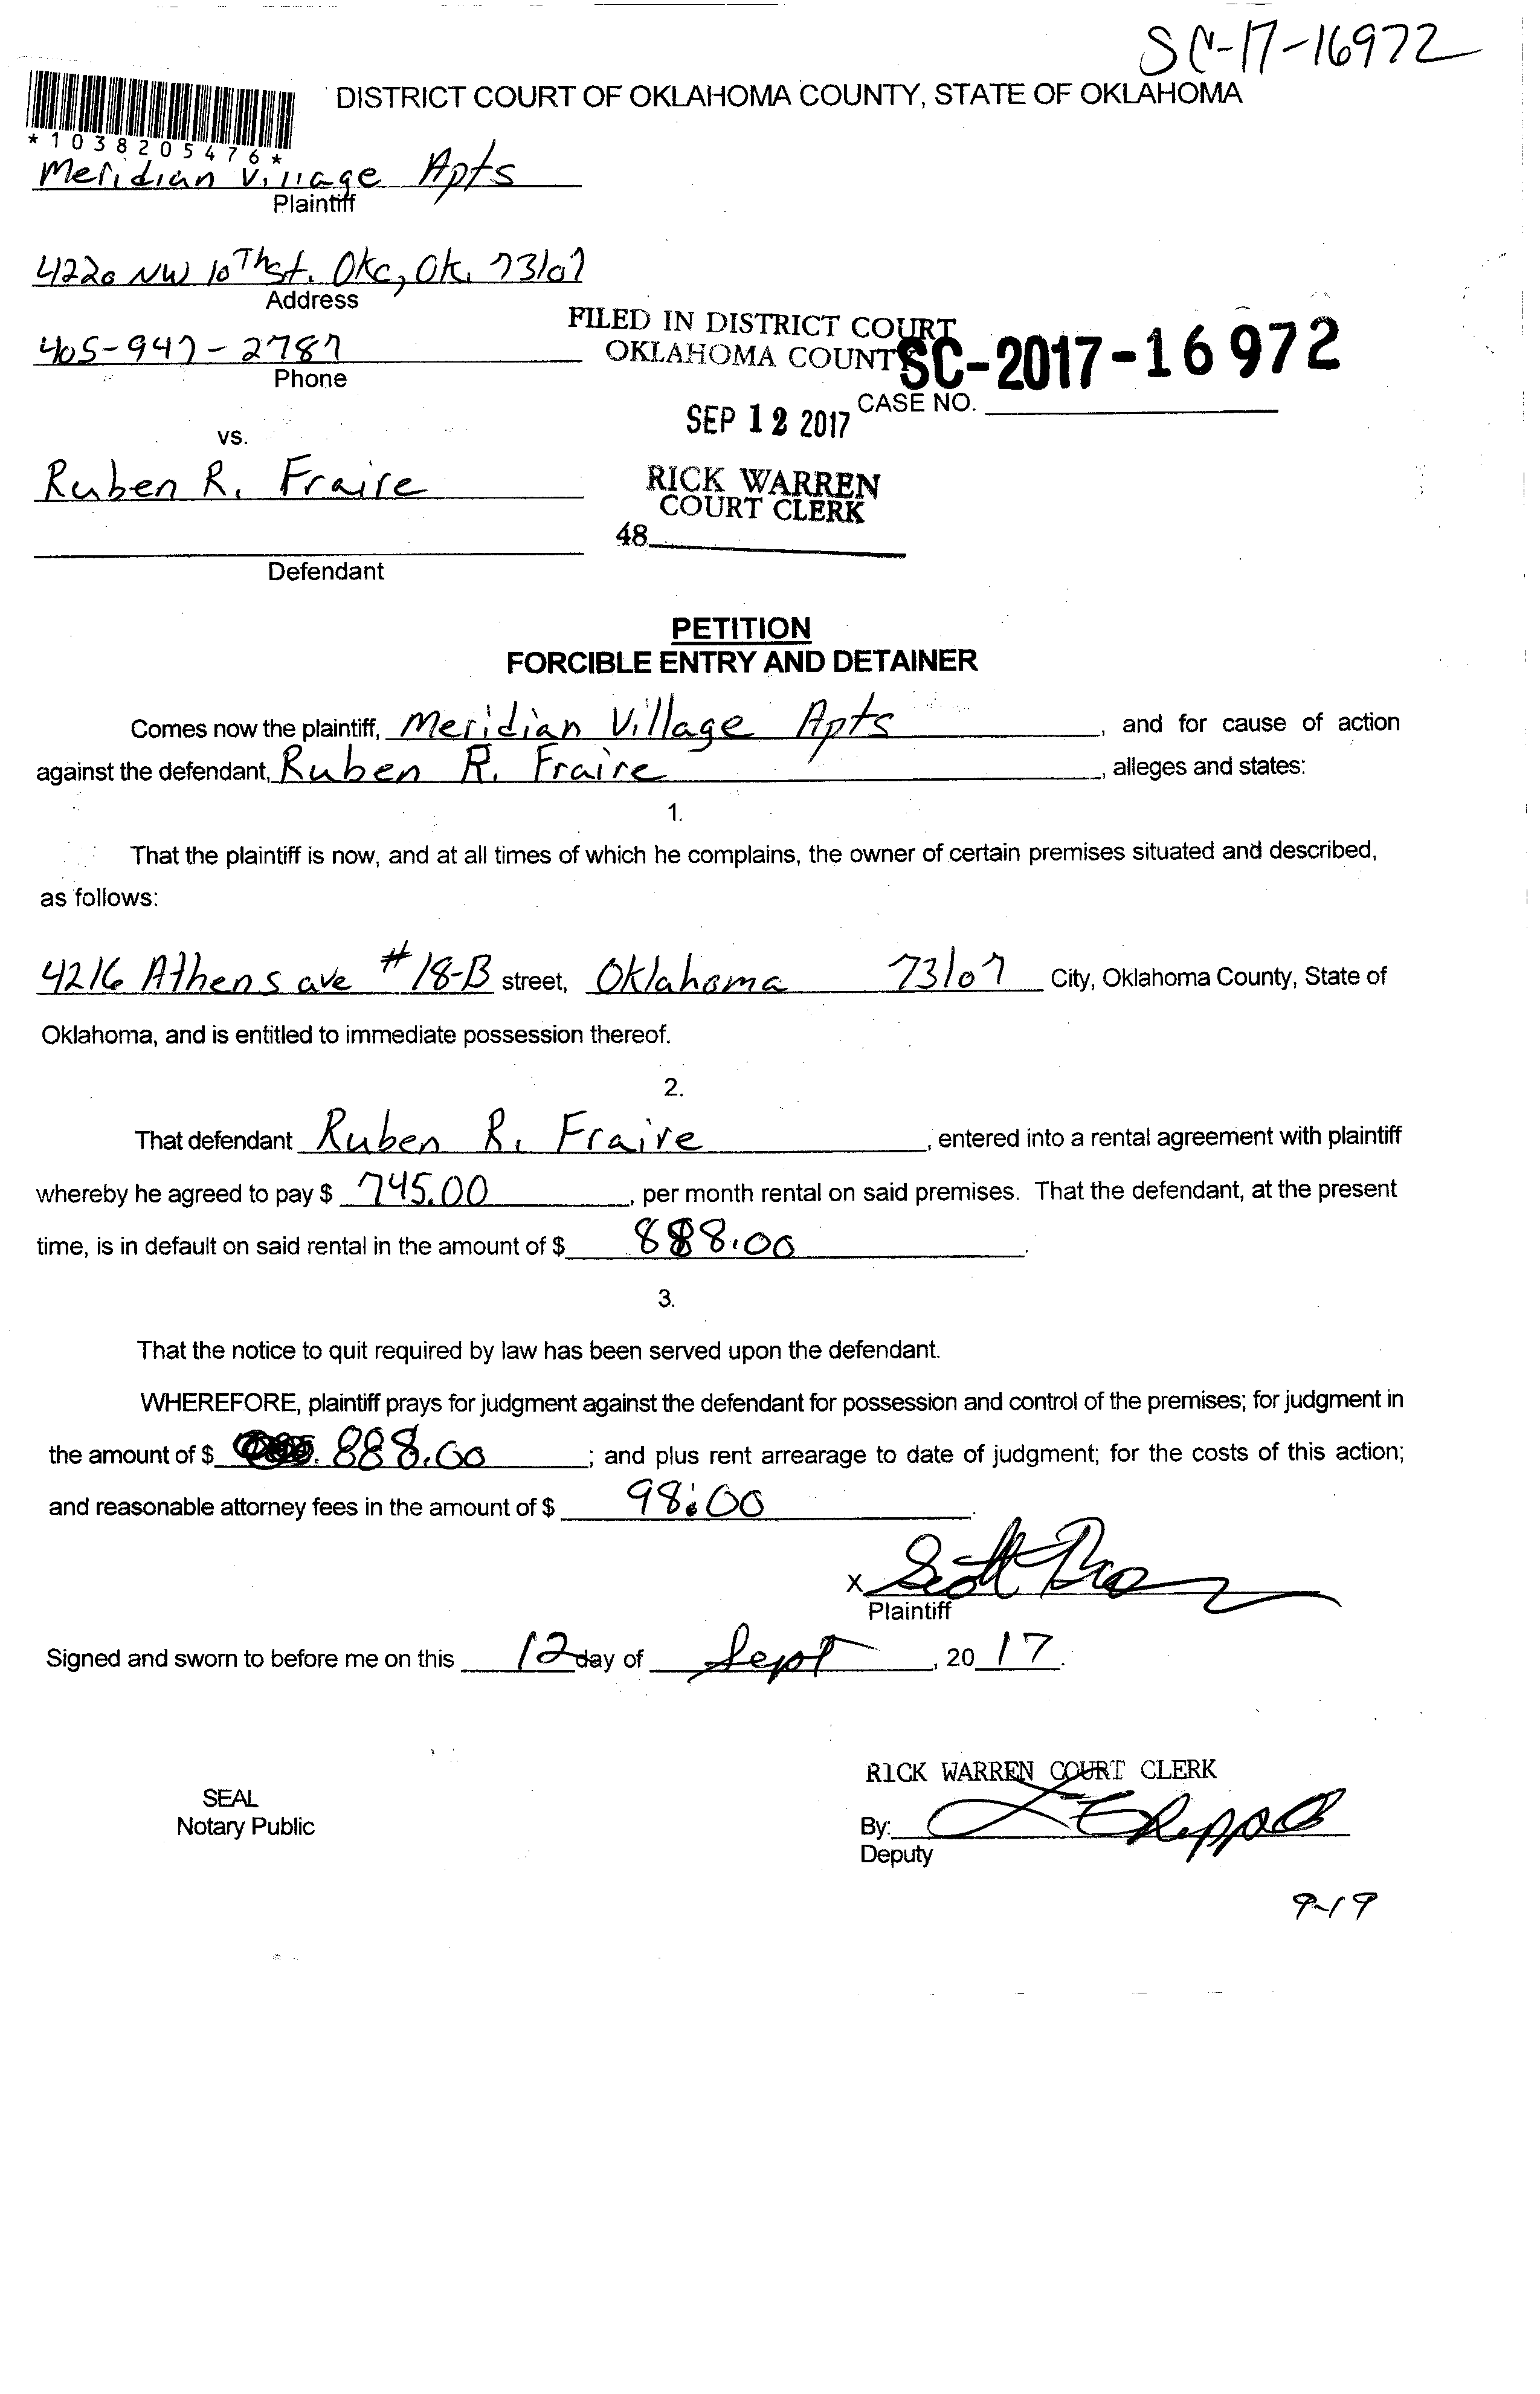 SC-17-16972
DISTRICT COURT OF OKLAHOMA COUNTY, STATE OF OKLAHOMA
*1038205476*
Meridian Village Apts
Plaintiff
4220 NW 10Th st. Okc, Ok. 73107
Address
FILED IN DISTRICT COURT
405-947-2787 OKLAHOMA COUNT SC-2017-16972
Phone
CASE NO.
SEP 12 2017
vs.
Ruben R. Fraire
RICK WARREN
COURT CLERK
48
Defendant
PETITION
FORCIBLE ENTRY AND DETAINER
Comes now the plaintiff, Meridian Village Apts, and for cause of action
against the defendant, Ruben R. Fraire, alleges and states:
1.
That the plaintiff is now, and at all times of which he complains, the owner of certain premises situated and described,
as follows:
4216 Athens ave #18-B street, Oklahoma 73107 City, Oklahoma County, State of
Oklahoma, and is entitled to immediate possession thereof.
2.
That defendant Ruben R. Fraire, entered into a rental agreement with plaintiff
whereby he agreed to pay $ 745.00, per month rental on said premises. That the defendant, at the present
time, is in default on said rental in the amount of $ 888.00.
3.
That the notice to quit required by law has been served upon the defendant.
WHEREFORE, plaintiff prays for judgment against the defendant for possession and control of the premises; for judgment in
the amount of $ 888.00; and plus rent arrearage to date of judgment; for the costs of this action;
and reasonable attorney fees in the amount of $ 98.00.
X
Plaintiff
Signed and sworn to before me on this 12 day of Sept, 20 17.
RICK WARREN COURT CLERK
SEAL
Notary Public
By:
Deputy
9-19